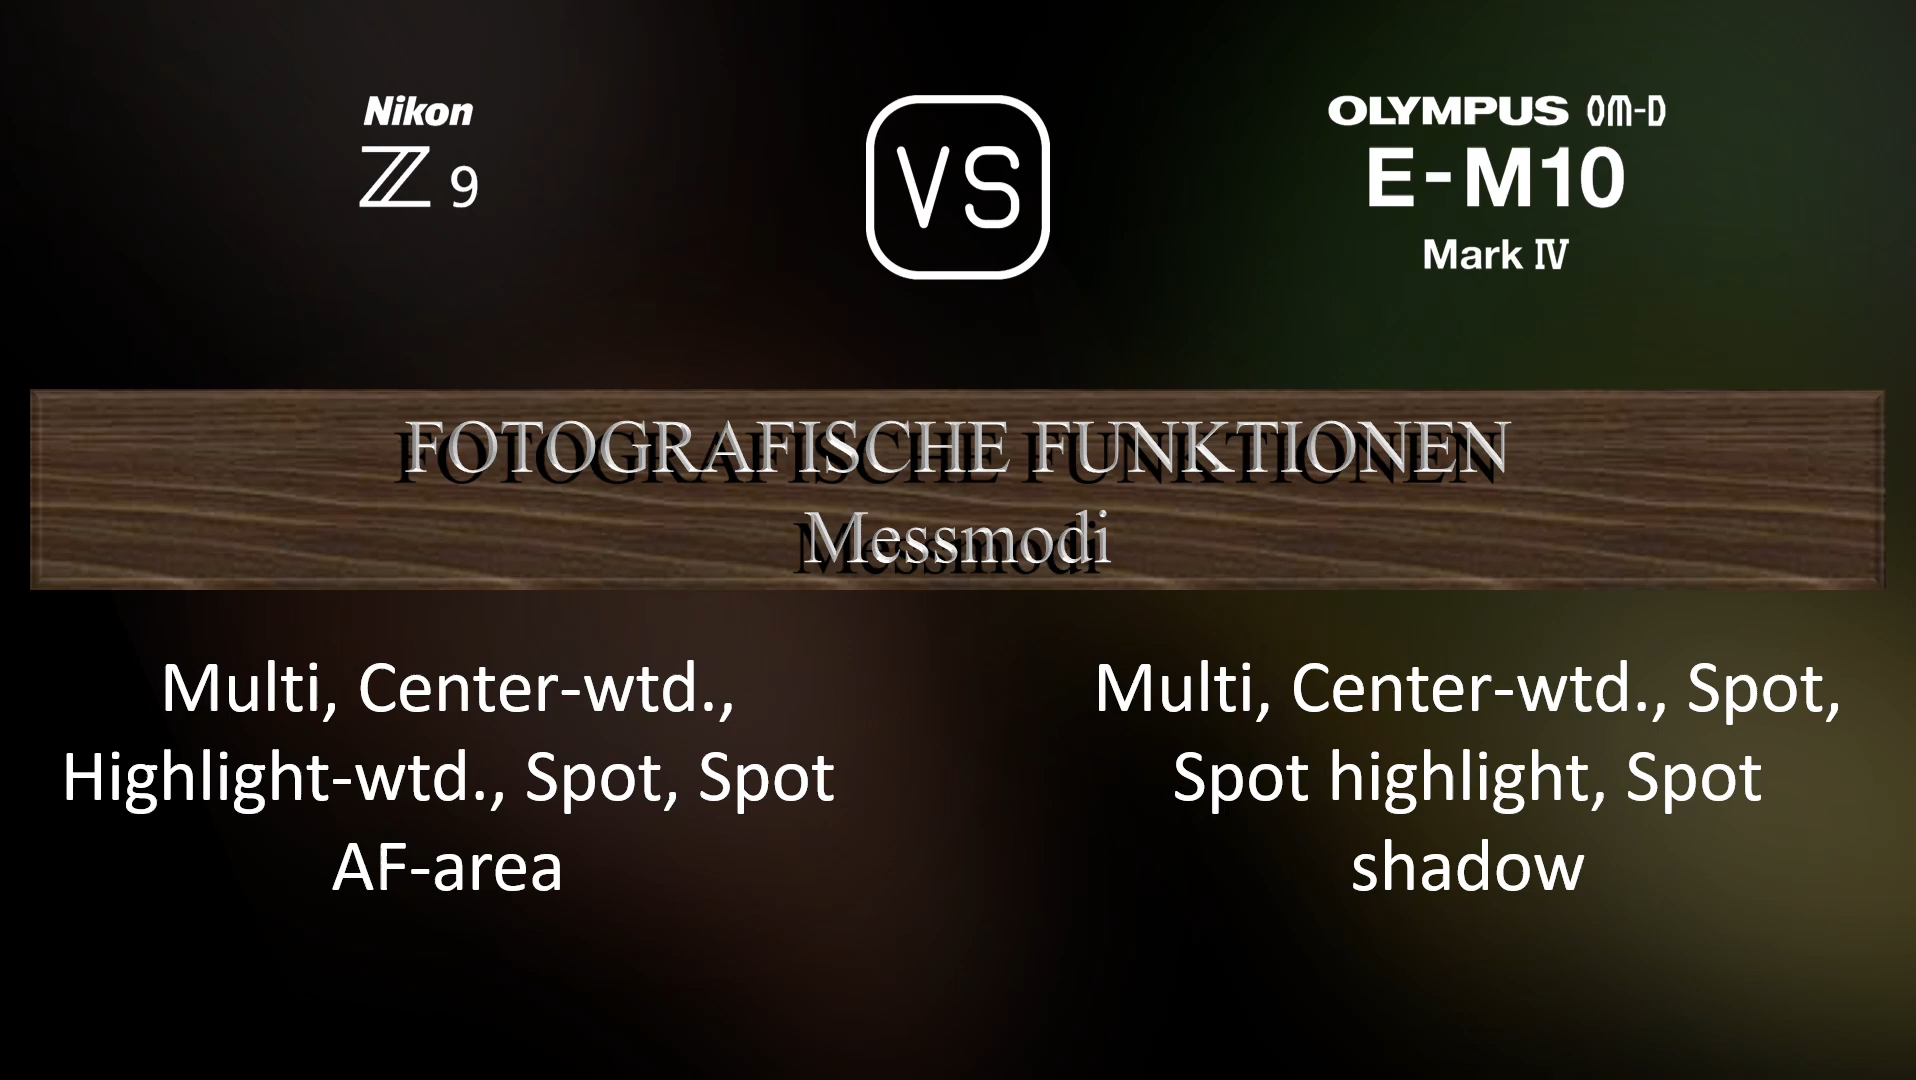 Nikon
Z 9
VS
OLYMPUS OM-D
E-M10
Mark IV
FOTOGRAFISCHE FUNKTIONEN
Messmodi
Multi, Center-wtd.,
Highlight-wtd., Spot, Spot
AF-area
Multi, Center-wtd., Spot,
Spot highlight, Spot
shadow